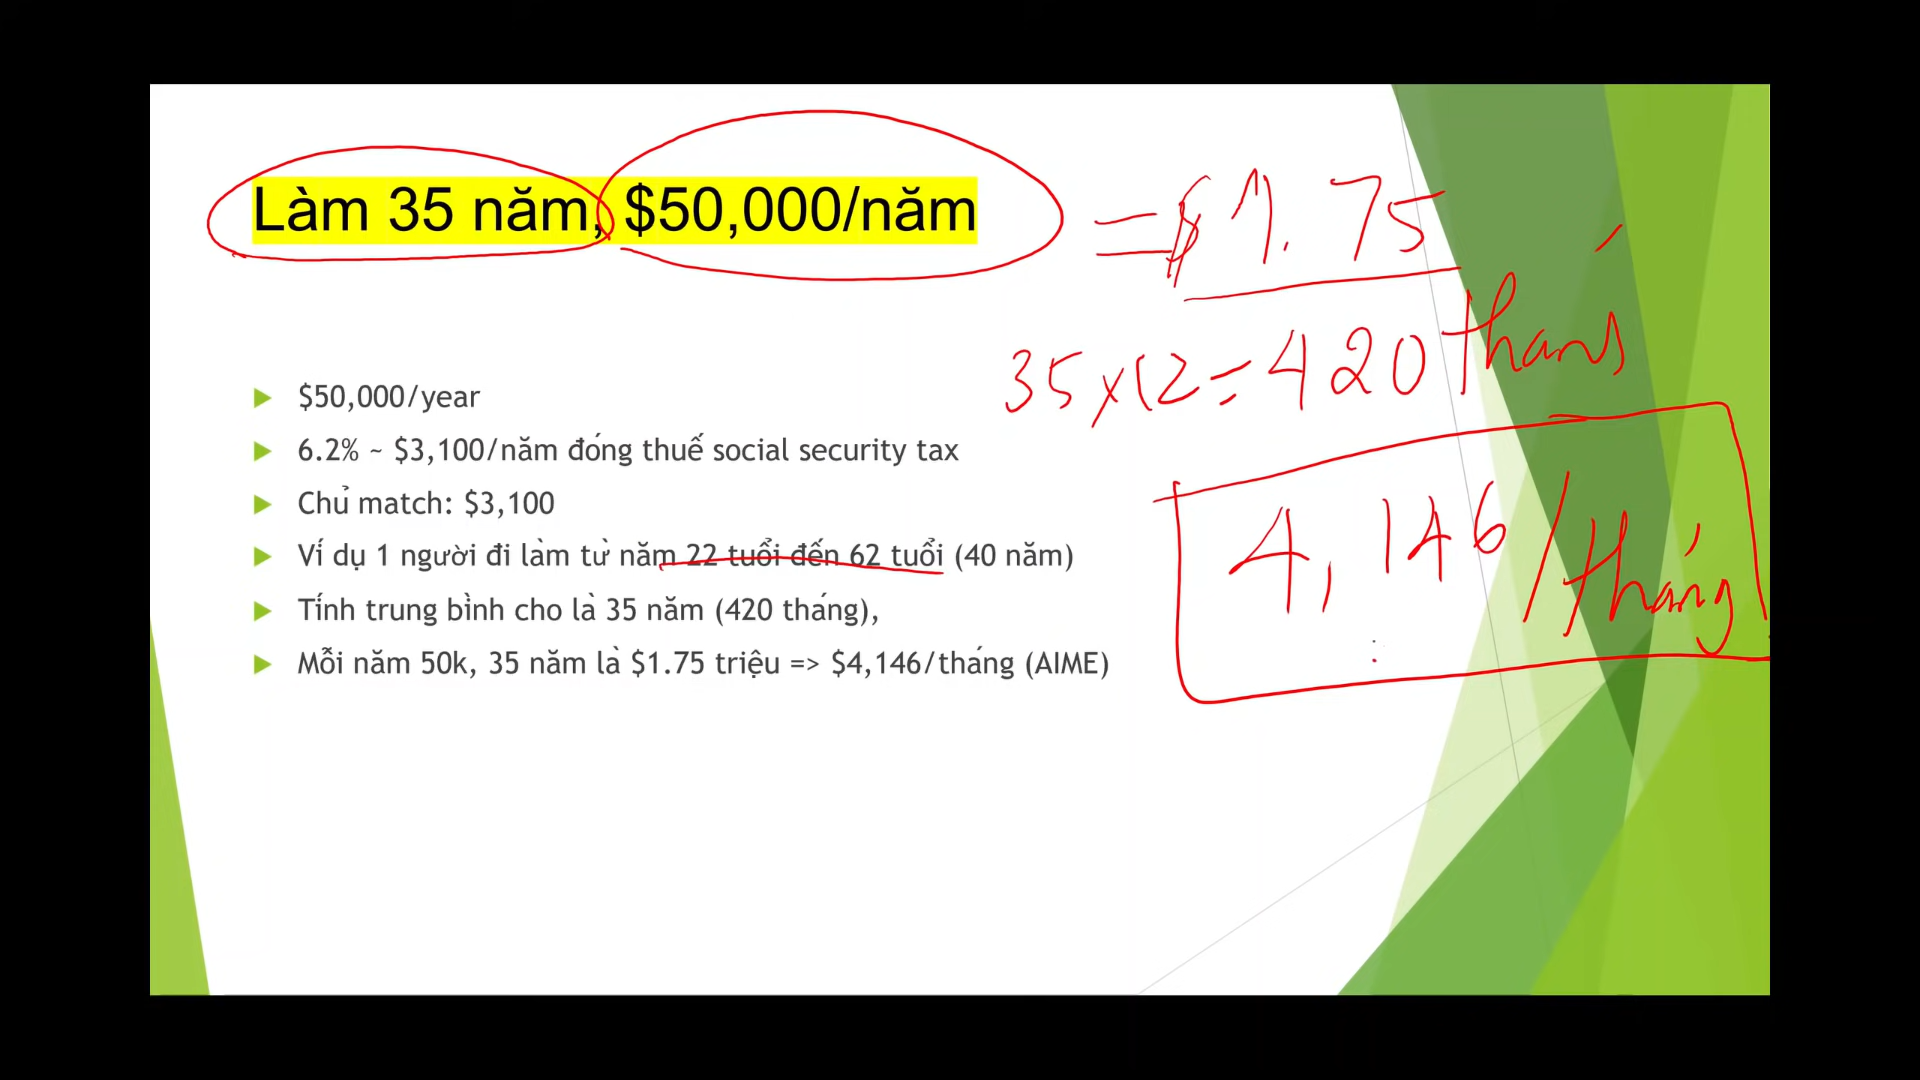 Làm 35 năm, $50,000/năm
= $1.75
35 x 12 = 420 tháng
4,146/tháng
$50,000/year
6.2% ~ $3,100/năm đóng thuế social security tax
Chủ match: $3,100
Ví dụ 1 người đi làm từ năm 22 tuổi đến 62 tuổi (40 năm)
Tính trung bình cho là 35 năm (420 tháng),
Mỗi năm 50k, 35 năm là $1.75 triệu => $4,146/tháng (AIME)